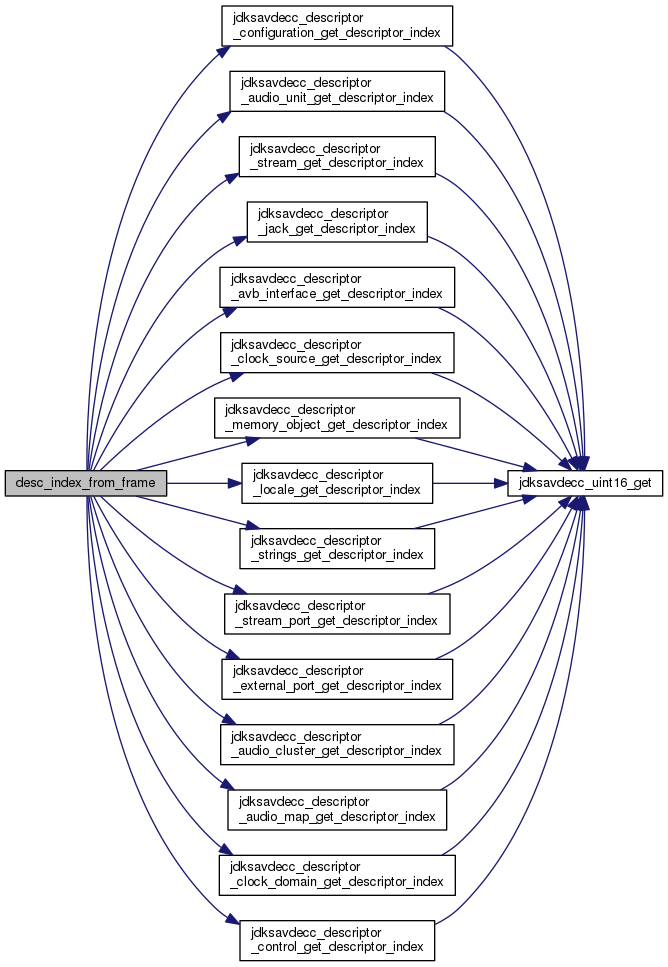 jdksavdecc_descriptor
_configuration_get_descriptor_index
jdksavdecc_descriptor
_audio_unit_get_descriptor_index
jdksavdecc_descriptor
_stream_get_descriptor_index
jdksavdecc_descriptor
_jack_get_descriptor_index
jdksavdecc_descriptor
_avb_interface_get_descriptor_index
jdksavdecc_descriptor
_clock_source_get_descriptor_index
jdksavdecc_descriptor
_memory_object_get_descriptor_index
desc_index_from_frame
jdksavdecc_descriptor
_locale_get_descriptor_index
jdksavdecc_uint16_get
jdksavdecc_descriptor
_strings_get_descriptor_index
jdksavdecc_descriptor
_stream_port_get_descriptor_index
jdksavdecc_descriptor
_external_port_get_descriptor_index
jdksavdecc_descriptor
_audio_cluster_get_descriptor_index
jdksavdecc_descriptor
_audio_map_get_descriptor_index
jdksavdecc_descriptor
_clock_domain_get_descriptor_index
jdksavdecc_descriptor
_control_get_descriptor_index